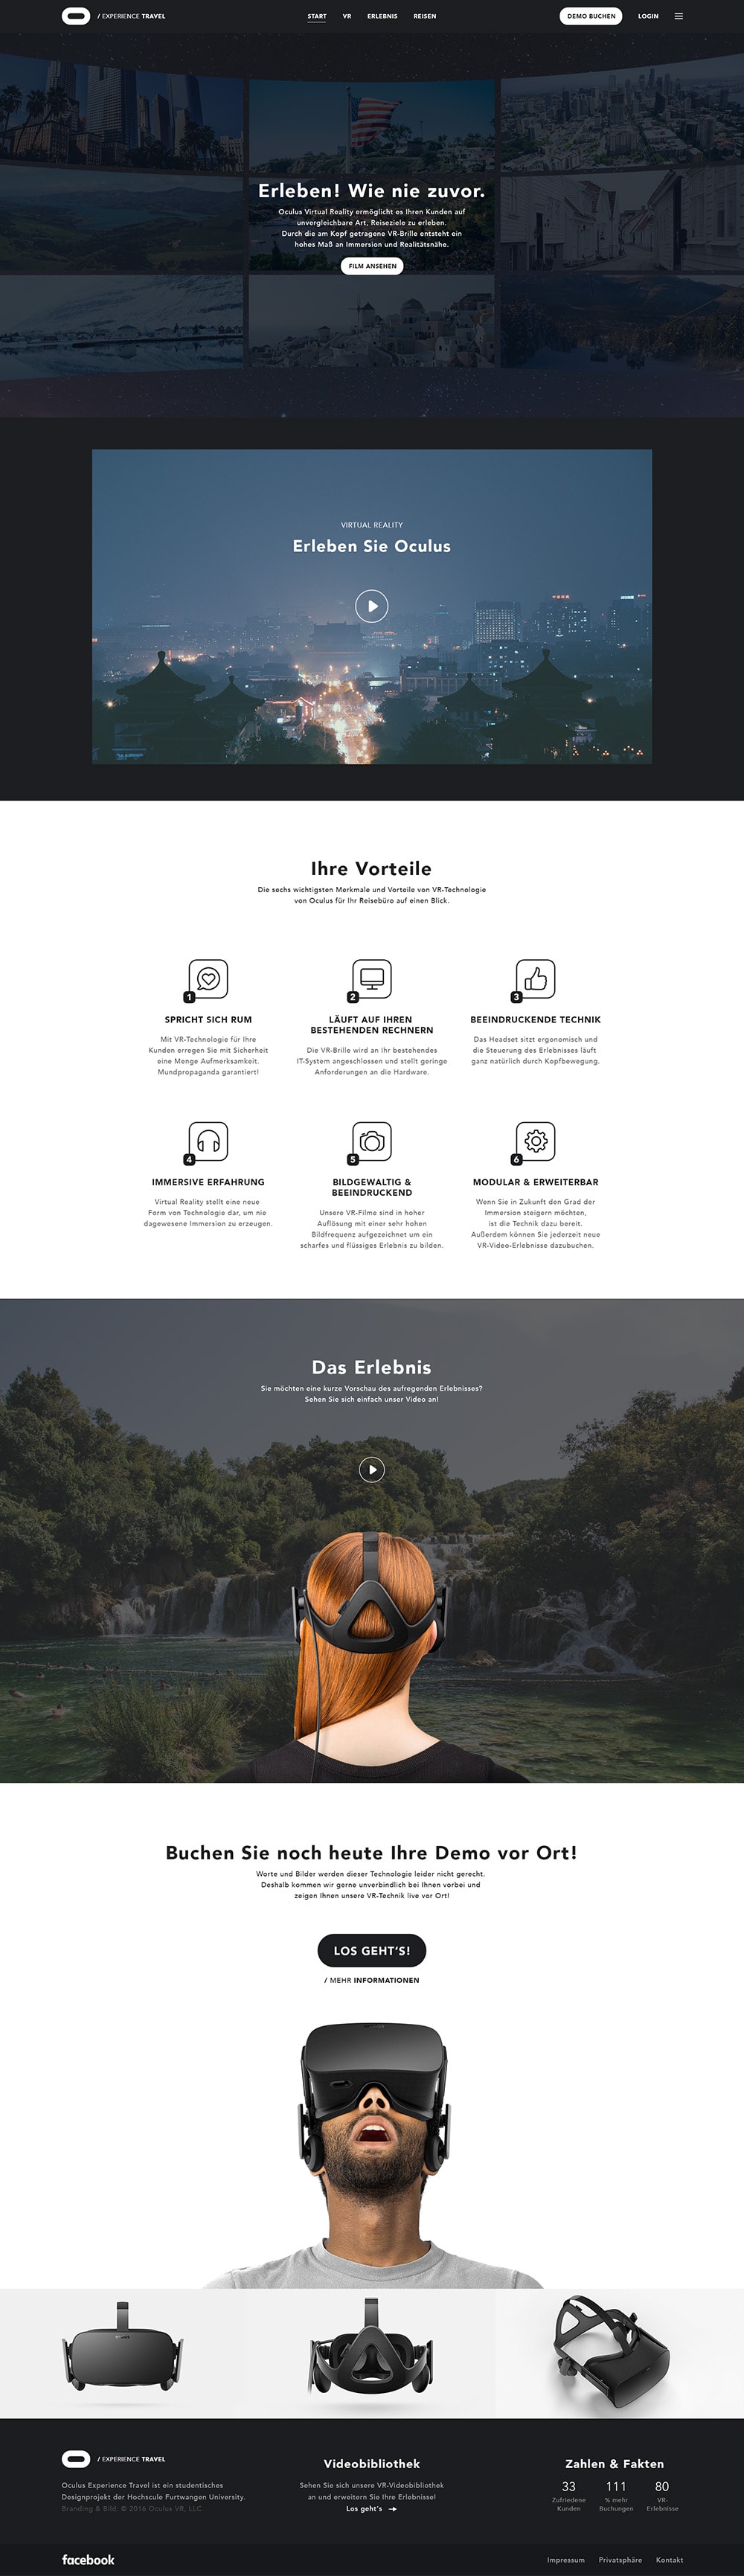 / EXPERIENCE TRAVEL
START VR ERLEBNIS REISEN
DEMO BUCHEN LOGIN
Erleben! Wie nie zuvor.
Oculus Virtual Reality ermöglicht es Ihren Kunden auf
unvergleichbare Art, Reiseziele zu erleben.
Durch die am Kopf getragene VR-Brille entsteht ein
hohes Maß an Immersion und Realitätsnähe.
FILM ANSEHEN
VIRTUAL REALITY
Erleben Sie Oculus
Ihre Vorteile
Die sechs wichtigsten Merkmale und Vorteile von VR-Technologie
von Oculus für Ihr Reisebüro auf einen Blick.
1
SPRICHT SICH RUM
Mit VR-Technologie für Ihre
Kunden erregen Sie mit Sicherheit
eine Menge Aufmerksamkeit.
Mundpropaganda garantiert!
2
LÄUFT AUF IHREN
BESTEHENDEN RECHNERN
Die VR-Brille wird an Ihr bestehendes
IT-System angeschlossen und stellt geringe
Anforderungen an die Hardware.
3
BEEINDRUCKENDE TECHNIK
Das Headset sitzt ergonomisch und
die Steuerung des Erlebnisses läuft
ganz natürlich durch Kopfbewegung.
4
IMMERSIVE ERFAHRUNG
Virtual Reality stellt eine neue
Form von Technologie dar, um nie
dagewesene Immersion zu erzeugen.
5
BILDGEWALTIG &
BEEINDRUCKEND
Unsere VR-Filme sind in hoher
Auflösung mit einer sehr hohen
Bildfrequenz aufgezeichnet um ein
scharfes und flüssiges Erlebnis zu bilden.
6
MODULAR & ERWEITERBAR
Wenn Sie in Zukunft den Grad der
Immersion steigern möchten,
ist die Technik dazu bereit.
Außerdem können Sie jederzeit neue
VR-Video-Erlebnisse dazubuchen.
Das Erlebnis
Sie möchten eine kurze Vorschau des aufregenden Erlebnisses?
Sehen Sie sich einfach unser Video an!
Buchen Sie noch heute Ihre Demo vor Ort!
Worte und Bilder werden dieser Technologie leider nicht gerecht.
Deshalb kommen wir gerne unverbindlich bei Ihnen vorbei und
zeigen Ihnen unsere VR-Technik live vor Ort!
LOS GEHT'S!
/ MEHR INFORMATIONEN
/ EXPERIENCE TRAVEL
Oculus Experience Travel ist ein studentisches
Designprojekt der Hochscule Furtwangen University.
Branding & Bild: © 2016 Oculus VR, LLC
Videobibliothek
Sehen Sie sich unsere VR-Videobibliothek
an und erweitern Sie Ihre Erlebnisse!
Los geht's
Zahlen & Fakten
33 111 80
Zufriedene % mehr VR-
Kunden Buchungen Erlebnisse
facebook
Impressum Privatsphäre Kontakt